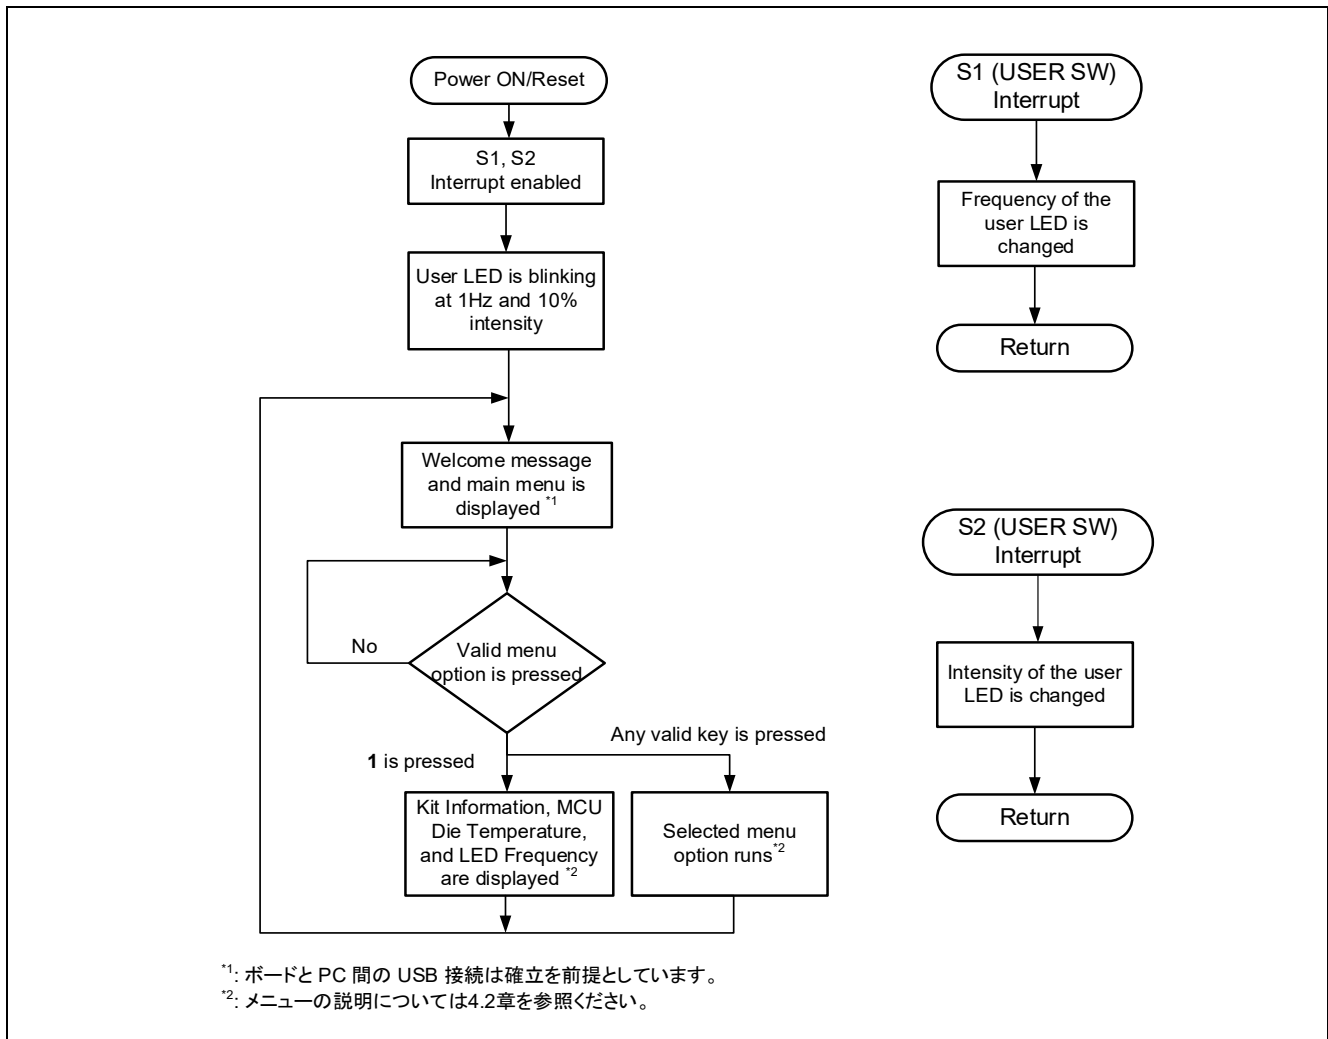 Power ON/Reset
S1, S2
Interrupt enabled
User LED is blinking
at 1Hz and 10%
intensity
Welcome message
and main menu is
displayed *1
No
Valid menu
option is pressed
Any valid key is pressed
1 is pressed
Kit Information, MCU
Die Temperature,
and LED Frequency
are displayed *2
Selected menu
option runs*2
S1 (USER SW)
Interrupt
Frequency of the
user LED is
changed
Return
S2 (USER SW)
Interrupt
Intensity of the user
LED is changed
Return
*1: ボードと PC 間の USB 接続は確立を前提としています。
*2: メニューの説明については4.2章を参照ください。